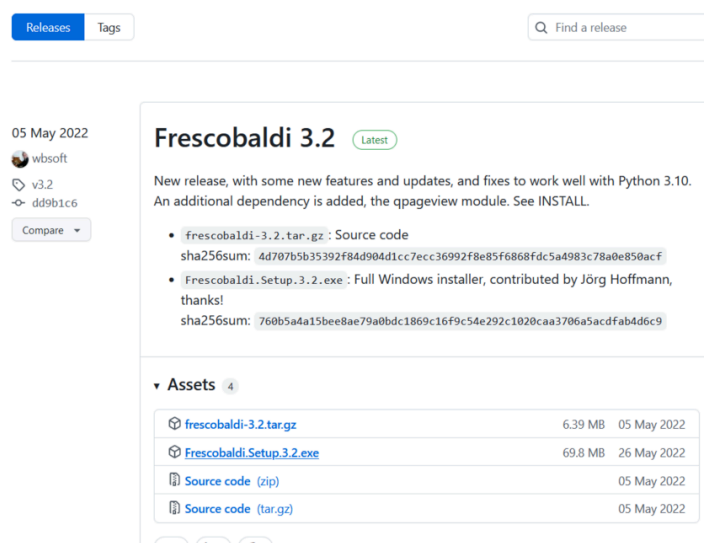 Releases
Tags
Find a release
05 May 2022
wbsoft
v3.2
dd9b1c6
Compare
Frescobaldi 3.2
Latest
New release, with some new features and updates, and fixes to work well with Python 3.10.
An additional dependency is added, the qpageview module. See INSTALL.
• frescobaldi-3.2.tar.gz : Source code
sha256sum: 4d707b5b35392f84d904d1cc7ecc36992f8e85f6868fdc5a4983c78a0e850acf
• Frescobaldi.Setup.3.2.exe : Full Windows installer, contributed by Jörg Hoffmann,
thanks!
sha256sum: 760b5a4a15bee8ae79a0bdc1869c16f9c54e292c1020caa3706a5acdfab4d6c9
Assets 4
frescobaldi-3.2.tar.gz 6.39 MB 05 May 2022
Frescobaldi.Setup.3.2.exe 69.8 MB 26 May 2022
Source code (zip) 05 May 2022
Source code (tar.gz) 05 May 2022